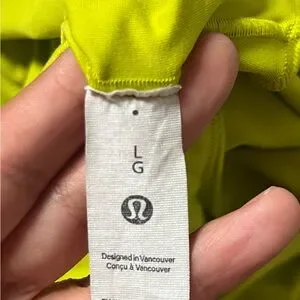 L
G
Designed in Vancouver
Conçu à Vancouver